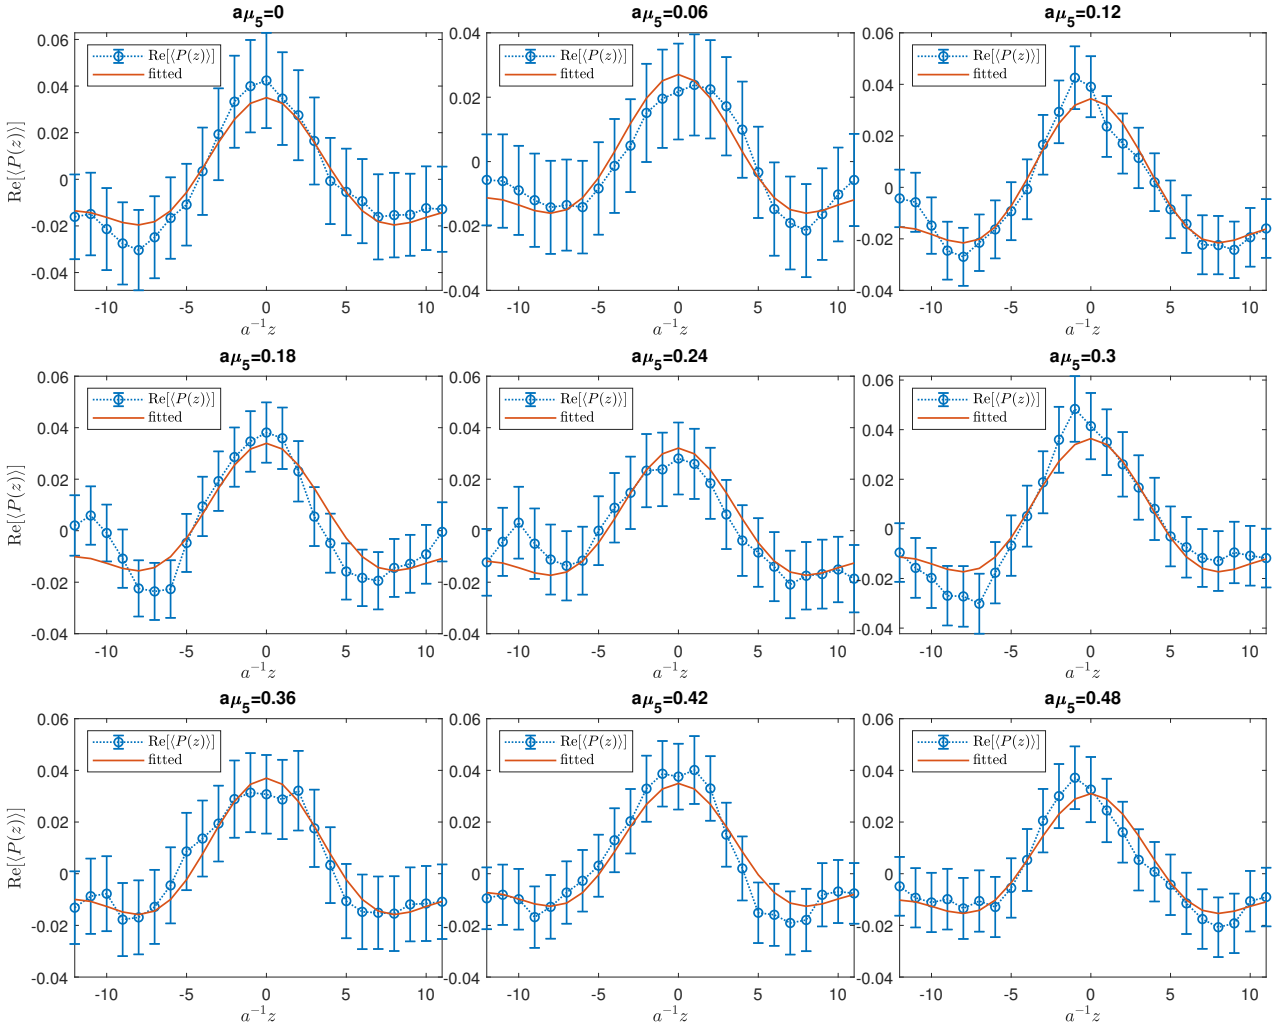 aμ₅=0
aμ₅=0.06
aμ₅=0.12
Re[⟨P(z)⟩]
fitted
Re[⟨P(z)⟩]
fitted
Re[⟨P(z)⟩]
fitted
Re[⟨P(z)⟩]
0.06
0.04
0.02
0
-0.02
-0.04
0.04
0.02
0
-0.02
-0.04
0.06
0.04
0.02
0
-0.02
-0.04
-10 -5 0 5 10
-10 -5 0 5 10
-10 -5 0 5 10
a⁻¹z
a⁻¹z
a⁻¹z
aμ₅=0.18
aμ₅=0.24
aμ₅=0.3
Re[⟨P(z)⟩]
fitted
Re[⟨P(z)⟩]
fitted
Re[⟨P(z)⟩]
fitted
Re[⟨P(z)⟩]
0.06
0.04
0.02
0
-0.02
-0.04
0.06
0.04
0.02
0
-0.02
-0.04
0.06
0.04
0.02
0
-0.02
-0.04
-10 -5 0 5 10
-10 -5 0 5 10
-10 -5 0 5 10
a⁻¹z
a⁻¹z
a⁻¹z
aμ₅=0.36
aμ₅=0.42
aμ₅=0.48
Re[⟨P(z)⟩]
fitted
Re[⟨P(z)⟩]
fitted
Re[⟨P(z)⟩]
fitted
Re[⟨P(z)⟩]
0.06
0.04
0.02
0
-0.02
-0.04
0.06
0.04
0.02
0
-0.02
-0.04
0.06
0.04
0.02
0
-0.02
-0.04
-10 -5 0 5 10
-10 -5 0 5 10
-10 -5 0 5 10
a⁻¹z
a⁻¹z
a⁻¹z